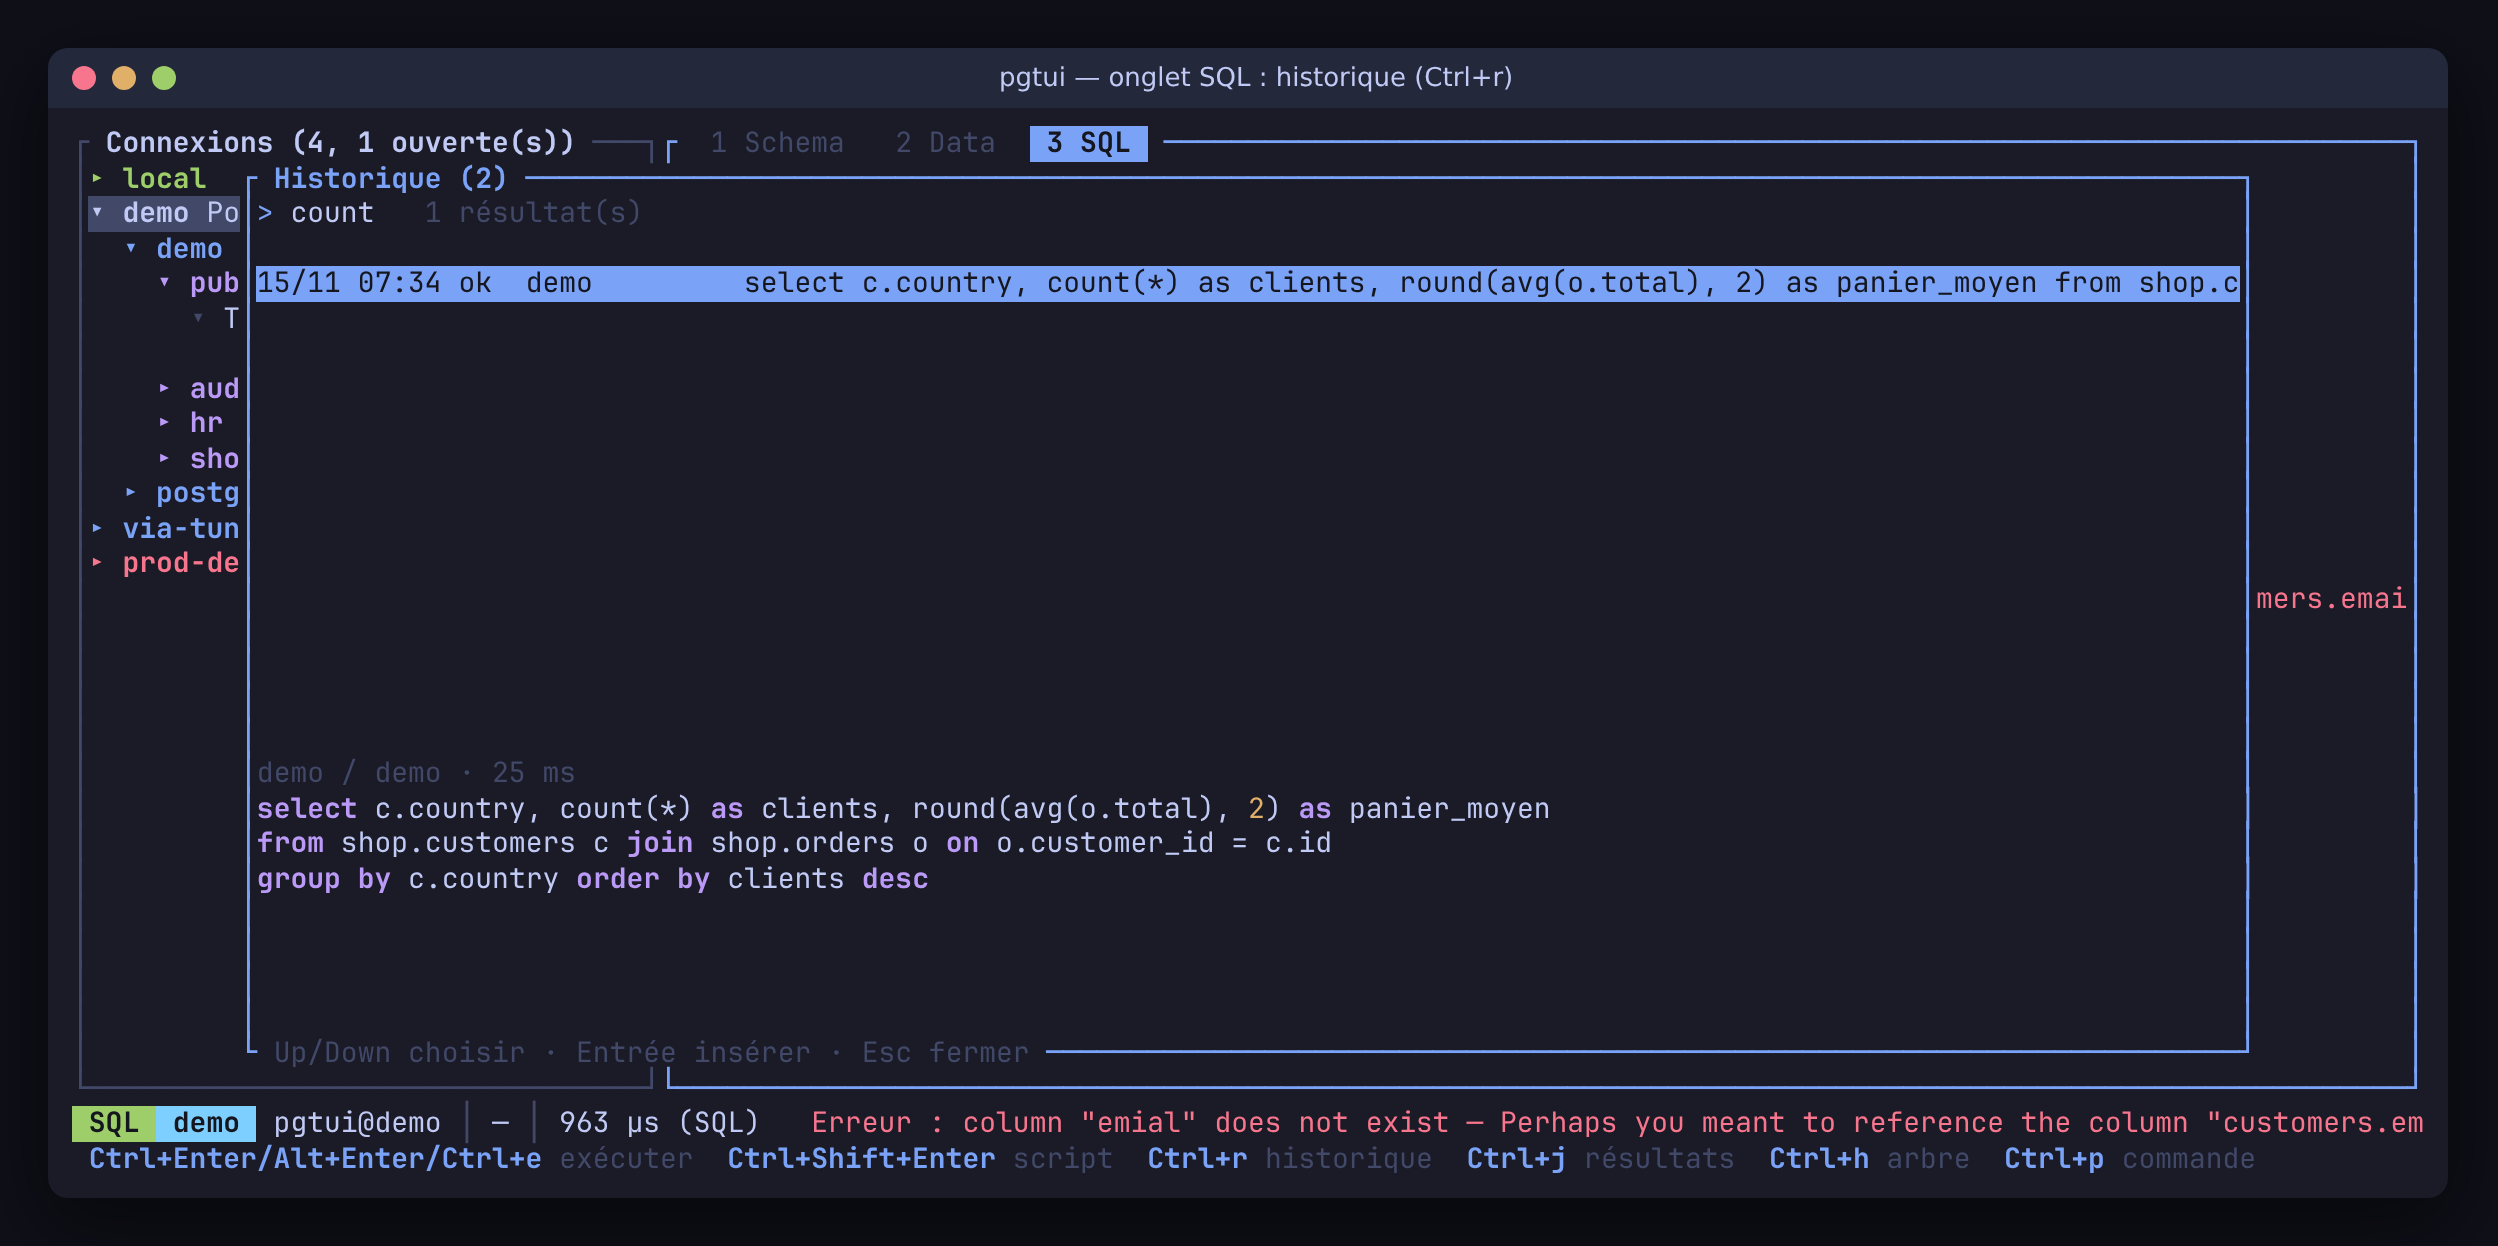 pgtui — onglet SQL : historique (Ctrl+r)
Connexions (4, 1 ouverte(s)) 1 Schema 2 Data 3 SQL
▸ local Historique (2)
▾ demo Po > count 1 résultat(s)
▾ demo
▾ pub 15/11 07:34 ok demo select c.country, count(*) as clients, round(avg(o.total), 2) as panier_moyen from shop.c
▾ T
▸ aud
▸ hr
▸ sho
▸ postg
▸ via-tun
▸ prod-de
mers.emai
demo / demo · 25 ms
select c.country, count(*) as clients, round(avg(o.total), 2) as panier_moyen
from shop.customers c join shop.orders o on o.customer_id = c.id
group by c.country order by clients desc
Up/Down choisir · Entrée insérer · Esc fermer
SQL demo pgtui@demo │ — │ 963 µs (SQL) Erreur : column "emial" does not exist — Perhaps you meant to reference the column "customers.em
Ctrl+Enter/Alt+Enter/Ctrl+e exécuter Ctrl+Shift+Enter script Ctrl+r historique Ctrl+j résultats Ctrl+h arbre Ctrl+p commande